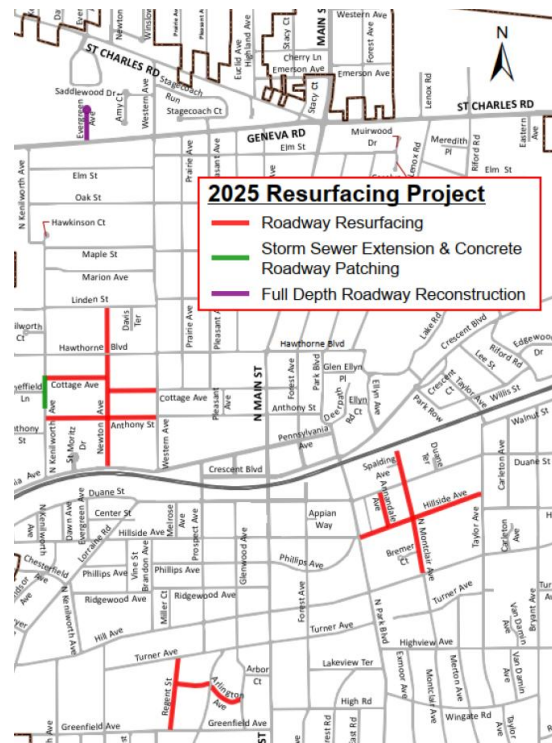 Western Ave
Stacy Ct
MAIN ST
Forest Ave
Euclid Ave
Highland Ave
Cherry Ln
Emerson Ave
Emerson Ave
N
ST CHARLES RD
Stagecoach
Run
Stagecoach Ct
Stacy Ct
Lenox Rd
ST CHARLES RD
Saddlewood Dr
Amy Ct
Western Ave
Evergreen
Ave
GENEVA RD
Elm St
Muirwood
Dr
Meredith
Pl
Riford Rd
Eastern
Ave
Lenox Rd
Elm St
N Kenilworth Ave
Elm St
Oak St
Prairie Ave
Hawkinson Ct
Maple St
Marion Ave
Linden St
2025 Resurfacing Project
Roadway Resurfacing
Storm Sewer Extension & Concrete
Roadway Patching
Full Depth Roadway Reconstruction
Davis
Ter
Prairie Ave
Hawthorne Blvd
Hawthorne Blvd
Lake Rd
Crescent Blvd
Riford Rd
Lee St
Taylor Ave
Willis St
Crescent
Ct
Park Row
Walnut St
Cottage Ave
Cottage Ave
Pleasant
Ave
N MAIN ST
Forest Ave
Park Blvd
Glen Ellyn
Pl
Deerpath
Ct
Ellyn
Ct
Ellyn Ave
Anthony St
Anthony St
N Kenilworth Ave
St Moritz
Dr
Newton Ave
Western Ave
Pennsylvania
Ave
Crescent Blvd
Duane St
Center St
Hillside Ave
Melrose
Ave
Prospect Ave
Glenwood Ave
Appian
Way
Spalding
Ave
Duane
Ter
Annandale
Ave
Hillside Ave
N Montclair Ave
Bremer
Ct
Taylor Ave
Carleton Ave
Duane St
Carleton
Ave
Dawn Ave
Evergreen Ave
Lorraine Rd
Chesterfield
Phillips Ave
Vine St
Brandon Ave
Phillips Ave
Phillips Ave
Ridgewood Ave
Miller Ct
Ridgewood Ave
N Kenilworth Ave
Hill Ave
Forest Ave
Turner Ave
Turner Ave
N Park Blvd
Highview Ave
Van Damin
Ave
Bryant Ave
Turner Ave
Regent St
Arlington
Ave
Arbor
Ct
Lakeview Ter
Exmoor Ave
Montclair Ave
Merton Ave
Van Damin
Ave
High Rd
Wingate Rd
Greenfield Ave
Greenfield Ave
Taylor Ave